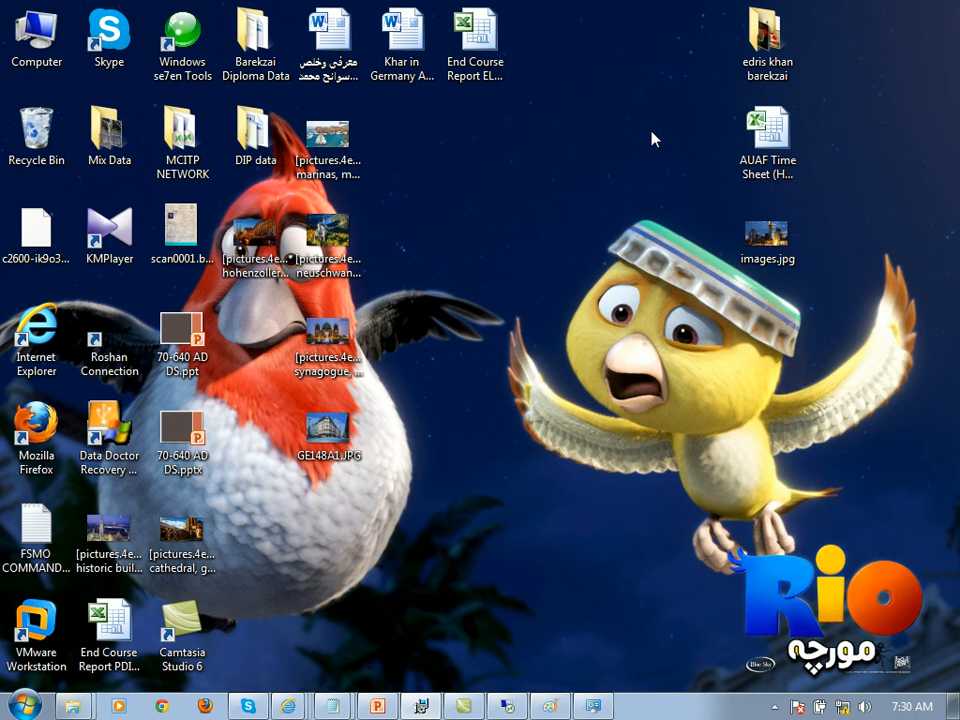 Computer
Skype
Windows
se7en Tools
Barekzai
Diploma Data
معرفی وخلص
سوانح محمد...
Khar in
Germany A...
End Course
Report EL...
edris khan
barekzai
Recycle Bin
Mix Data
MCITP
NETWORK
DIP data
[pictures.4e...
marinas, m...
AUAF Time
Sheet (H...
c2600-ik9o3...
KMPlayer
scan0001.b...
[pictures.4e...
hohenzoller...
[pictures.4e...
neuschwan...
images.jpg
Internet
Explorer
Roshan
Connection
70-640 AD
DS.ppt
[pictures.4e...
synagogue, ...
Mozilla
Firefox
Data Doctor
Recovery ...
70-640 AD
DS.pptx
GE148A1.JPG
FSMO
COMMAND...
[pictures.4e...
historic buil...
[pictures.4e...
cathedral, g...
VMware
Workstation
End Course
Report PDI...
Camtasia
Studio 6
Rio
مورچه
Blue Sky
7:30 AM